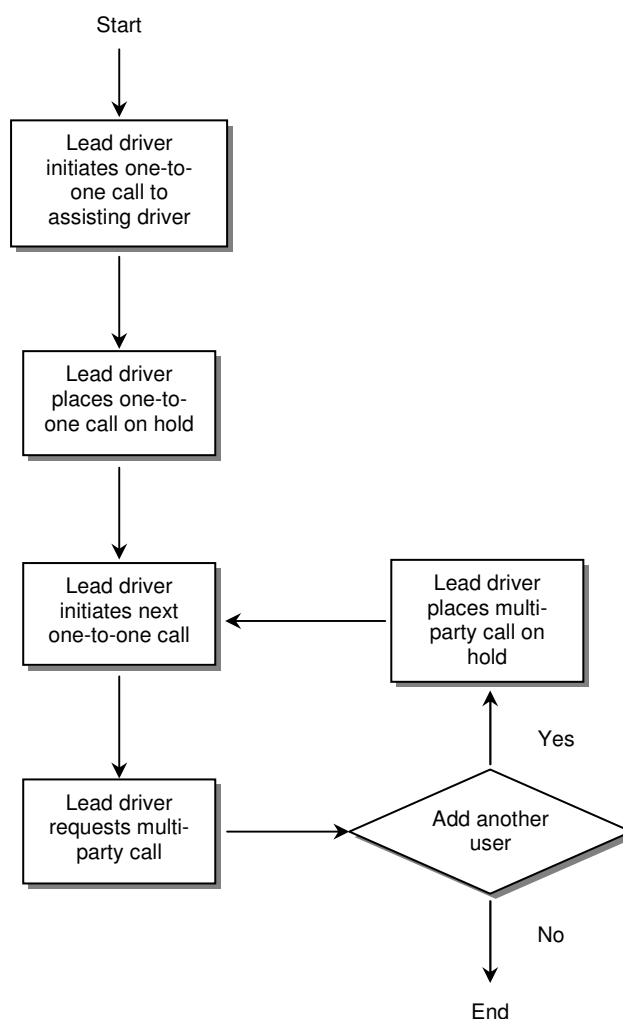 Start
Lead driver
initiates one-to-
one call to
assisting driver
Lead driver
places one-to-
one call on hold
Lead driver
initiates next
one-to-one call
Lead driver
places multi-
party call on
hold
Yes
Lead driver
requests multi-
party call
Add another
user
No
End